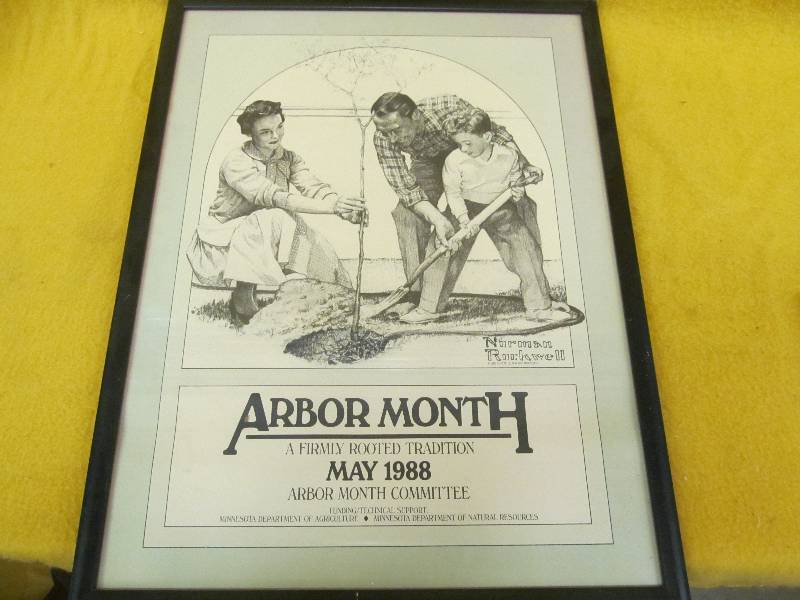 Norman
Rockwell
ARBOR MONTH
A FIRMLY ROOTED TRADITION
MAY 1988
ARBOR MONTH COMMITTEE
FUNDING/TECHNICAL SUPPORT
MINNESOTA DEPARTMENT OF AGRICULTURE ♦ MINNESOTA DEPARTMENT OF NATURAL RESOURCES